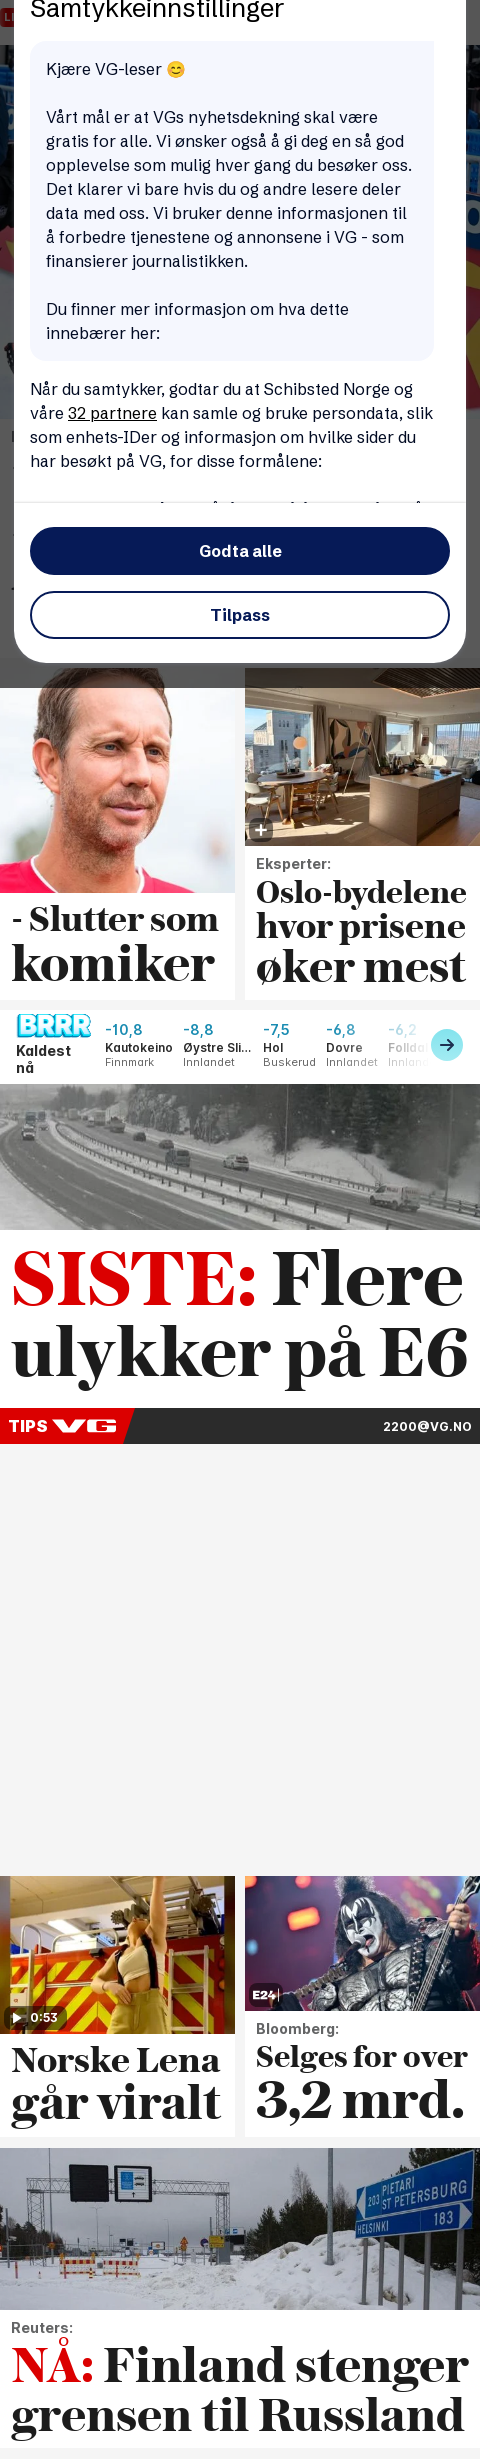 Samtykkeinnstillinger
Kjære VG-leser 😊
Vårt mål er at VGs nyhetsdekning skal være
gratis for alle. Vi ønsker også å gi deg en så god
opplevelse som mulig hver gang du besøker oss.
Det klarer vi bare hvis du og andre lesere deler
data med oss. Vi bruker denne informasjonen til
å forbedre tjenestene og annonsene i VG - som
finansierer journalistikken.
Du finner mer informasjon om hva dette
innebærer her:
Når du samtykker, godtar du at Schibsted Norge og
våre 32 partnere kan samle og bruke persondata, slik
som enhets-IDer og informasjon om hvilke sider du
har besøkt på VG, for disse formålene:
Godta alle
Tilpass
- Slutter som
komiker
Eksperter:
Oslo-bydelene
hvor prisene
øker mest
BRRR
Kaldest
nå
-10,8
Kautokeino
Finnmark
-8,8
Øystre Sli...
Innlandet
-7,5
Hol
Buskerud
-6,8
Dovre
Innlandet
-6,2
SISTE: Flere
ulykker på E6
TIPS VG
2200@VG.NO
0:53
Norske Lena
går viralt
E24
Bloomberg:
Selges for over
3,2 mrd.
203 PIETARI
ST PETERSBURG
HELSINKI 183
Reuters:
NÅ: Finland stenger
grensen til Russland